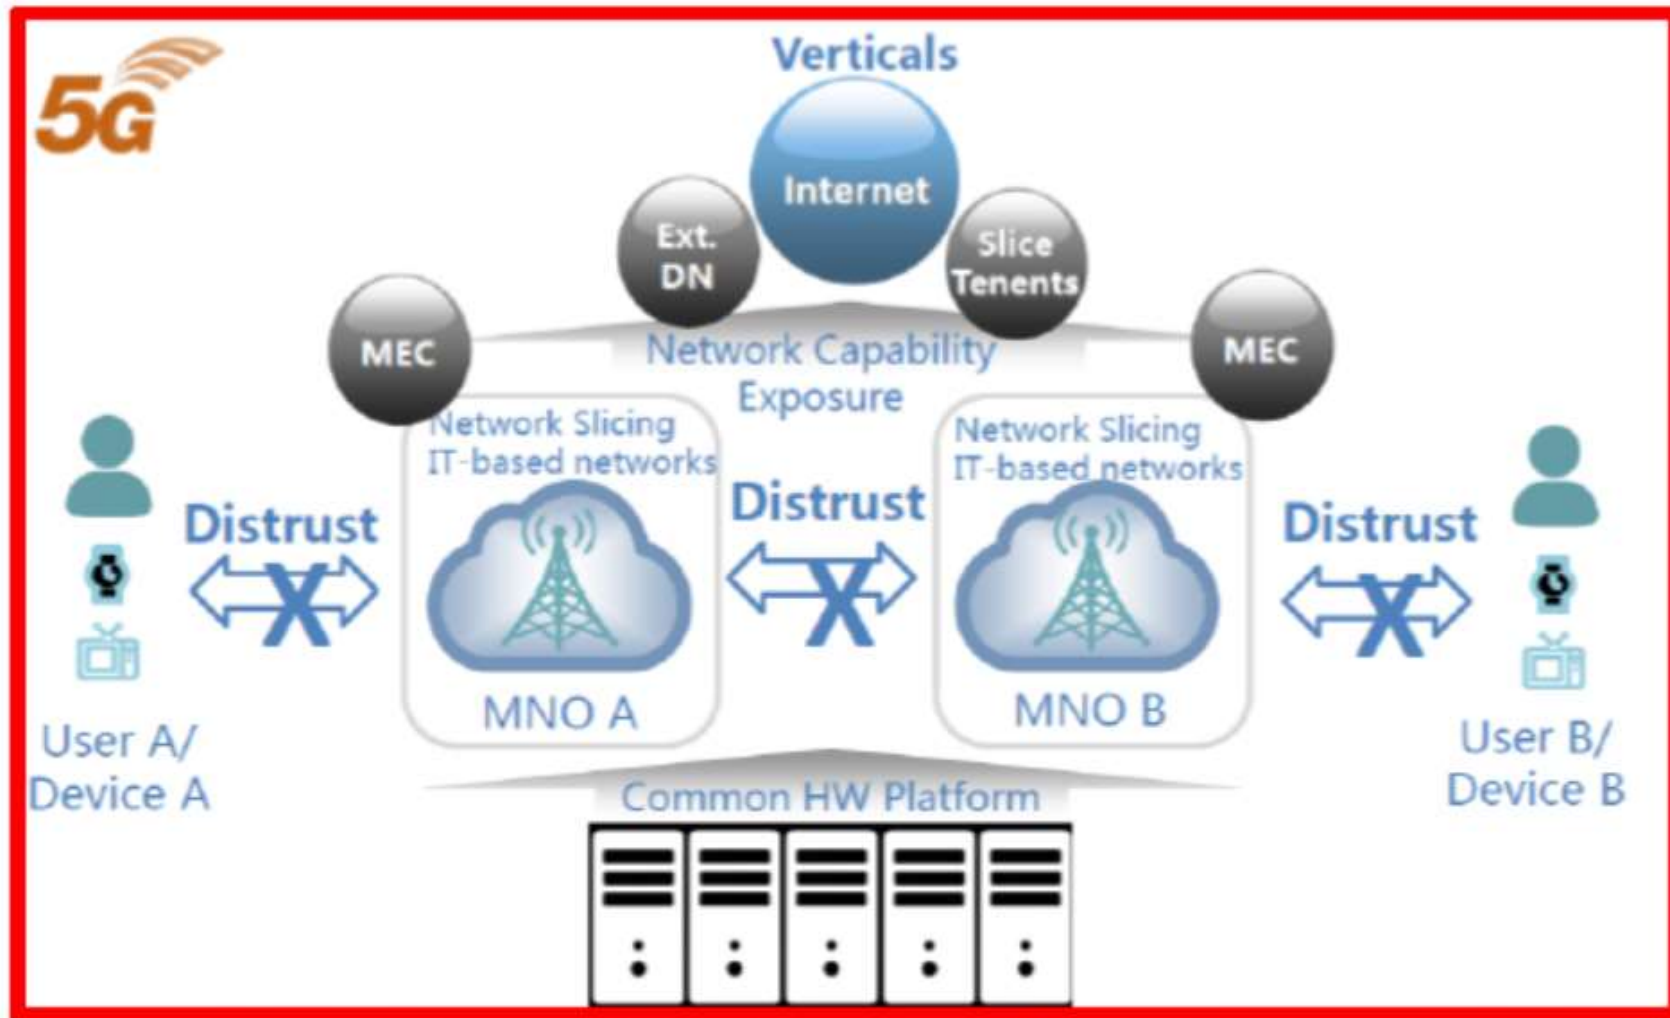 5G
Verticals
Internet
Ext.
DN
Slice
Tenents
MEC
MEC
Network Capability
Exposure
Network Slicing
IT-based networks
Network Slicing
IT-based networks
Distrust
X
Distrust
X
Distrust
X
MNO A
MNO B
User A/
Device A
User B/
Device B
Common HW Platform